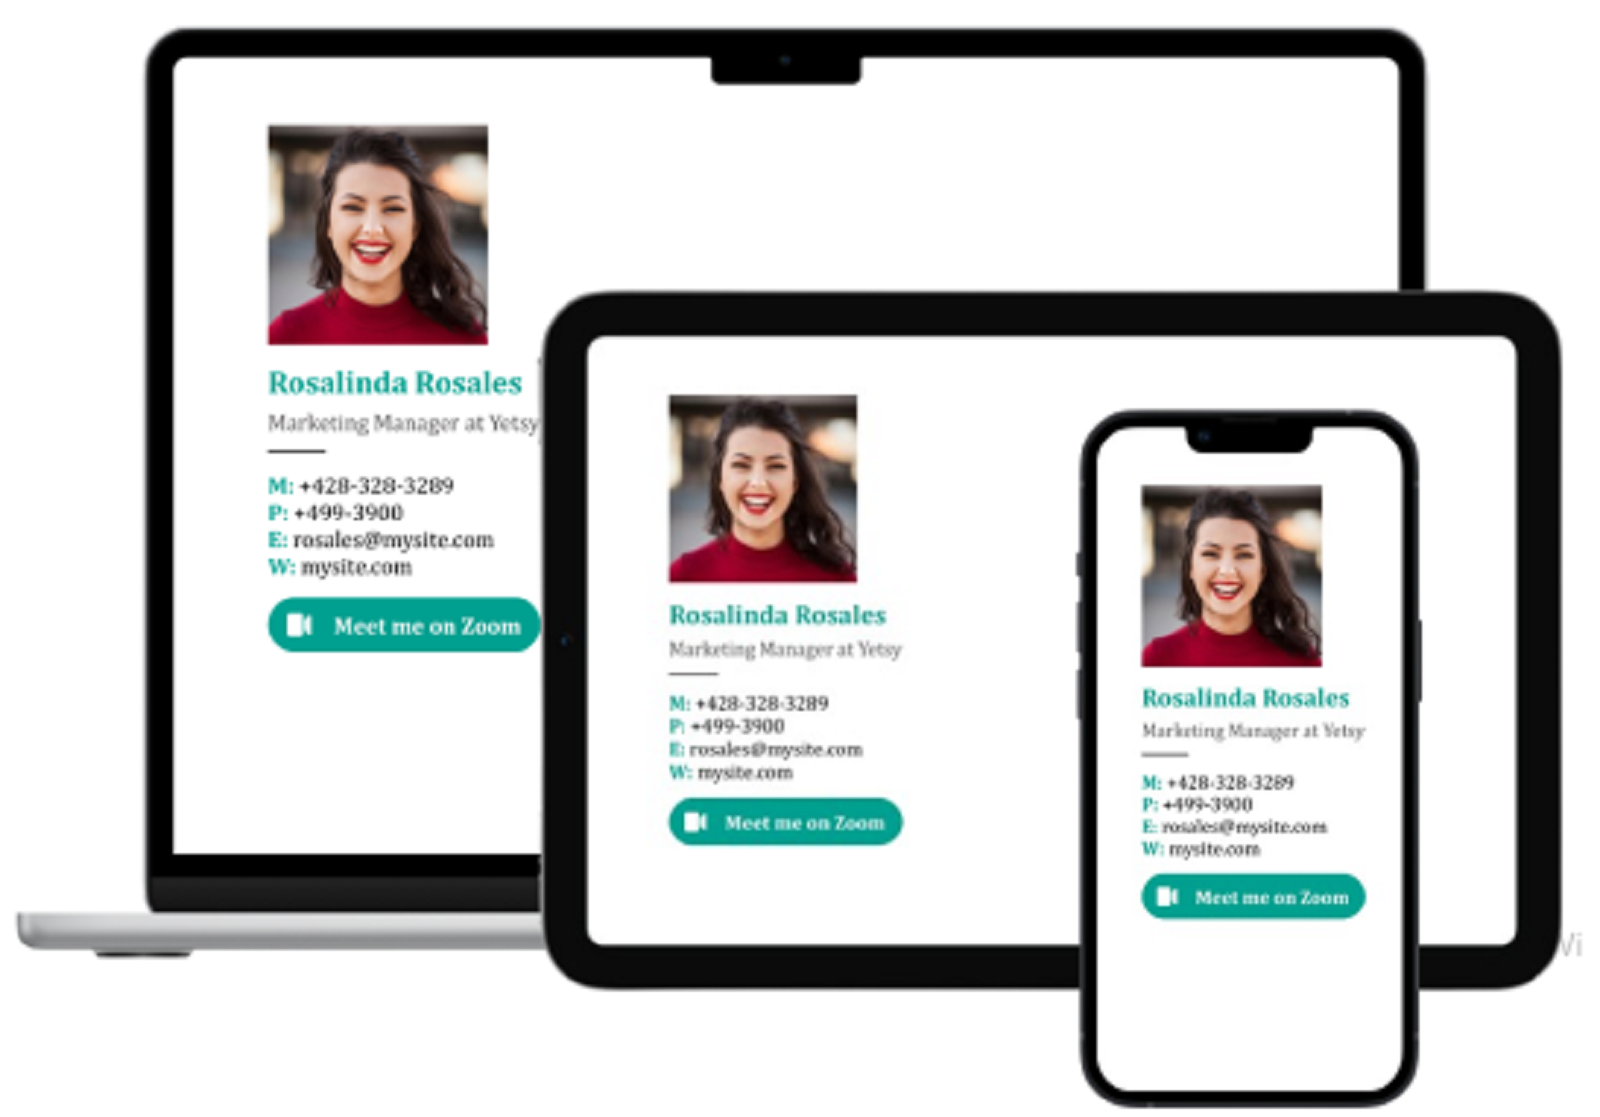 Rosalinda Rosales
Marketing Manager at Yetsy
M: +428-328-3289
P: +499-3900
E: rosales@mysite.com
W: mysite.com
Meet me on Zoom
Rosalinda Rosales
Marketing Manager at Yetsy
M: +428-328-3289
P: +499-3900
E: rosales@mysite.com
W: mysite.com
Meet me on Zoom
Rosalinda Rosales
Marketing Manager at Yetsy
M: +428-328-3289
P: +499-3900
E: rosales@mysite.com
W: mysite.com
Meet me on Zoom